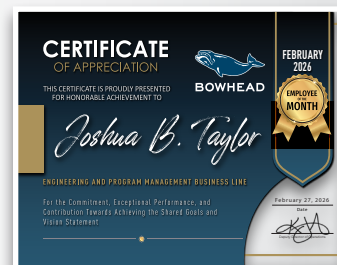 CERTIFICATE
OF APPRECIATION
THIS CERTIFICATE IS PROUDLY PRESENTED
FOR HONORABLE ACHIEVEMENT TO
BOWHEAD
FEBRUARY
2026
EMPLOYEE
OF THE
MONTH
Joshua B. Taylor
ENGINEERING AND PROGRAM MANAGEMENT BUSINESS LINE
For the Commitment, Exceptional Performance, and
Contribution Towards Achieving the Shared Goals and
Vision Statement.
February 27, 2026
Date